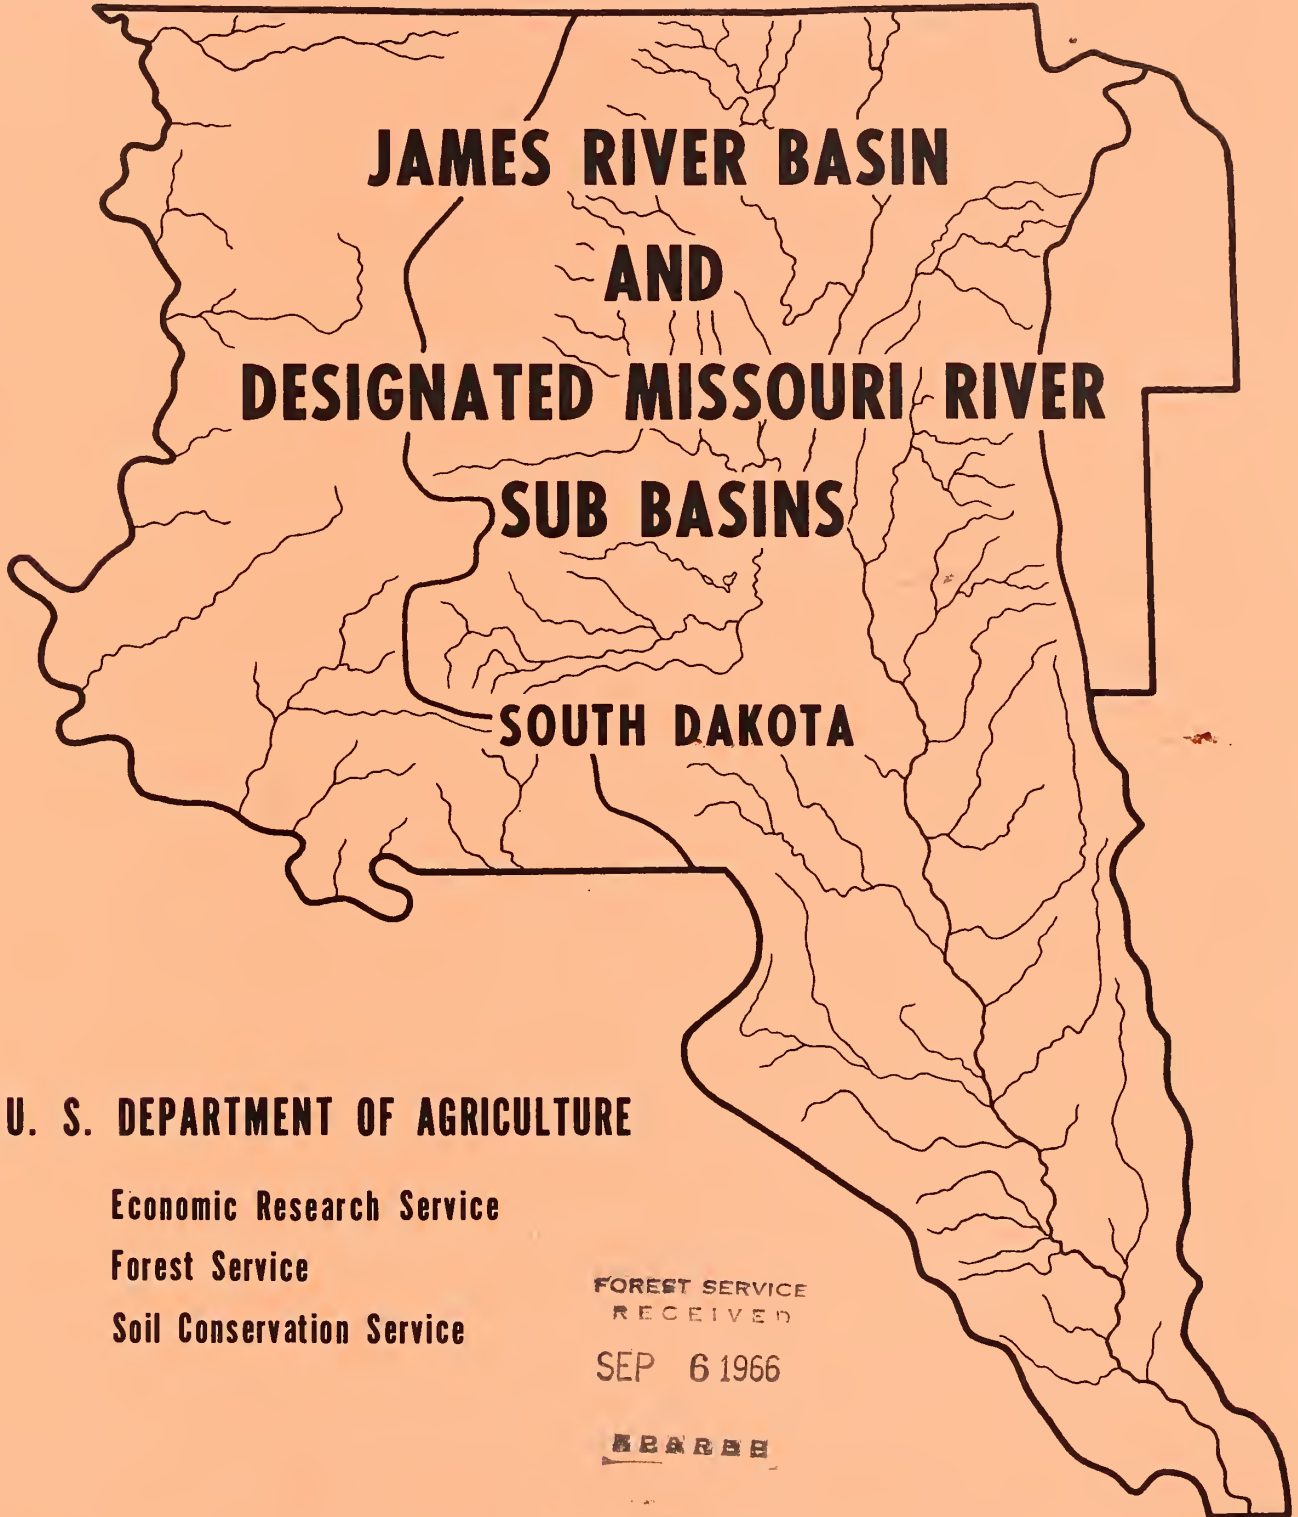 JAMES RIVER BASIN
AND
DESIGNATED MISSOURI RIVER
SUB BASINS
SOUTH DAKOTA
U. S. DEPARTMENT OF AGRICULTURE
Economic Research Service
Forest Service
Soil Conservation Service
FOREST SERVICE
RECEIVED
SEP 6 1966